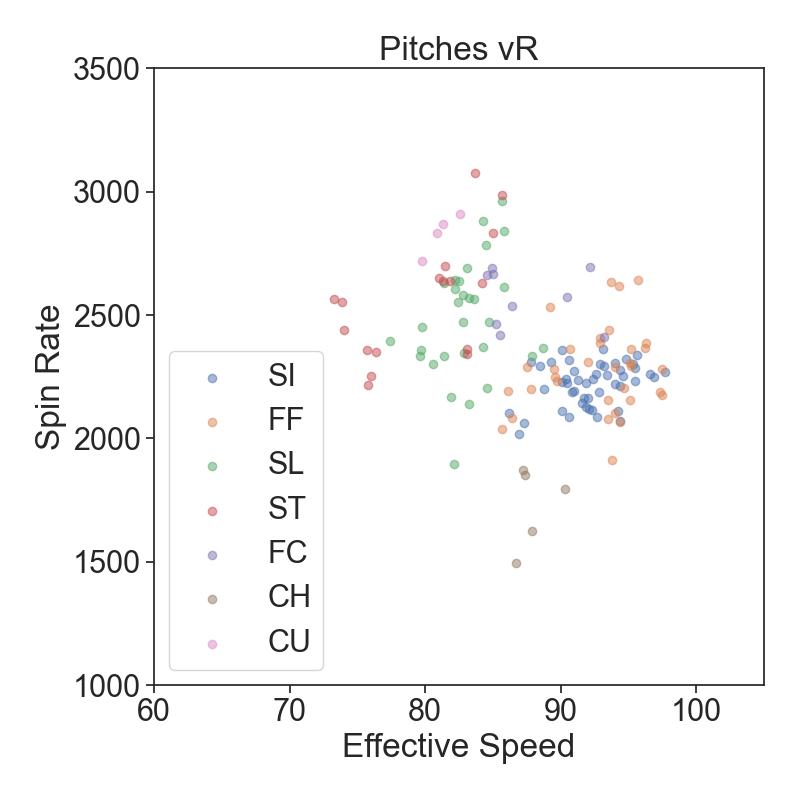 Pitches vR
3500
3000
2500
2000
1500
1000
Spin Rate
SI
FF
SL
ST
FC
CH
CU
60 70 80 90 100
Effective Speed